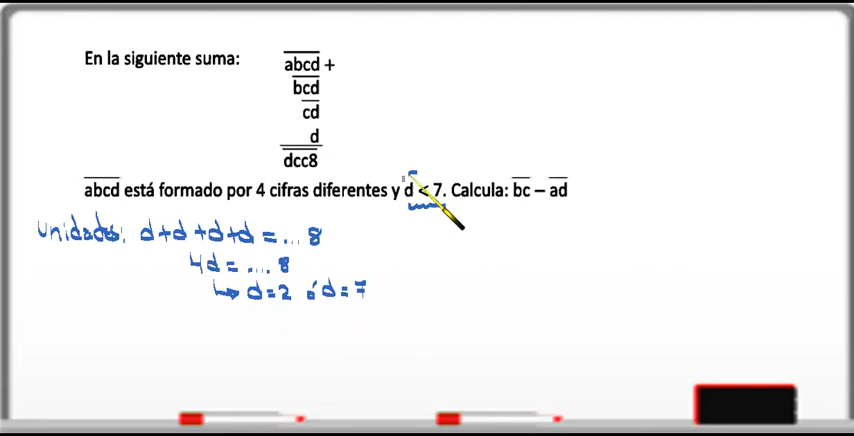 En la siguiente suma: abcd +
bcd
cd
d
dcc8
abcd está formado por 4 cifras diferentes y d < 7. Calcula: bc − ad
Unidades: d+d+d+d = ... 8
4d = .... 8
↳ d = 2 ó d = 7